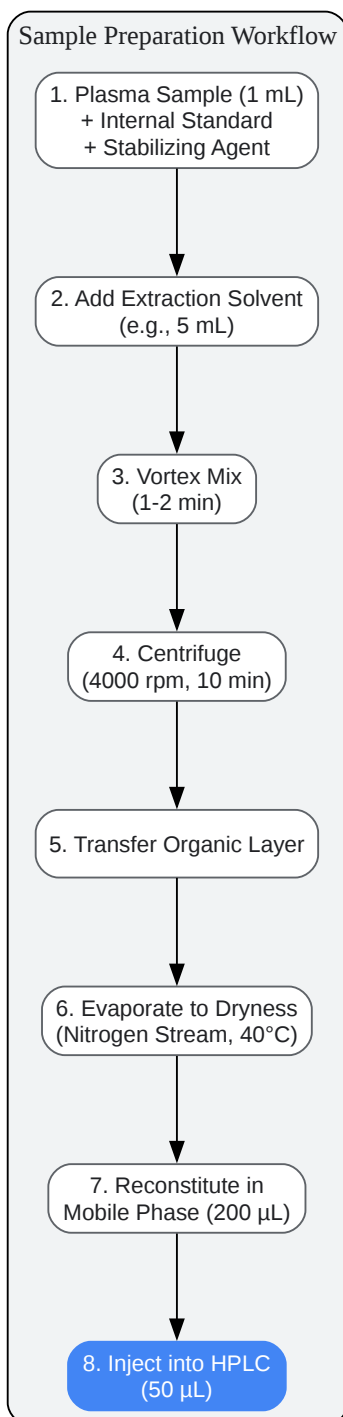 Sample Preparation Workflow
1. Plasma Sample (1 mL)
+ Internal Standard
+ Stabilizing Agent
2. Add Extraction Solvent
(e.g., 5 mL)
3. Vortex Mix
(1-2 min)
4. Centrifuge
(4000 rpm, 10 min)
5. Transfer Organic Layer
6. Evaporate to Dryness
(Nitrogen Stream, 40°C)
7. Reconstitute in
Mobile Phase (200 µL)
8. Inject into HPLC
(50 µL)